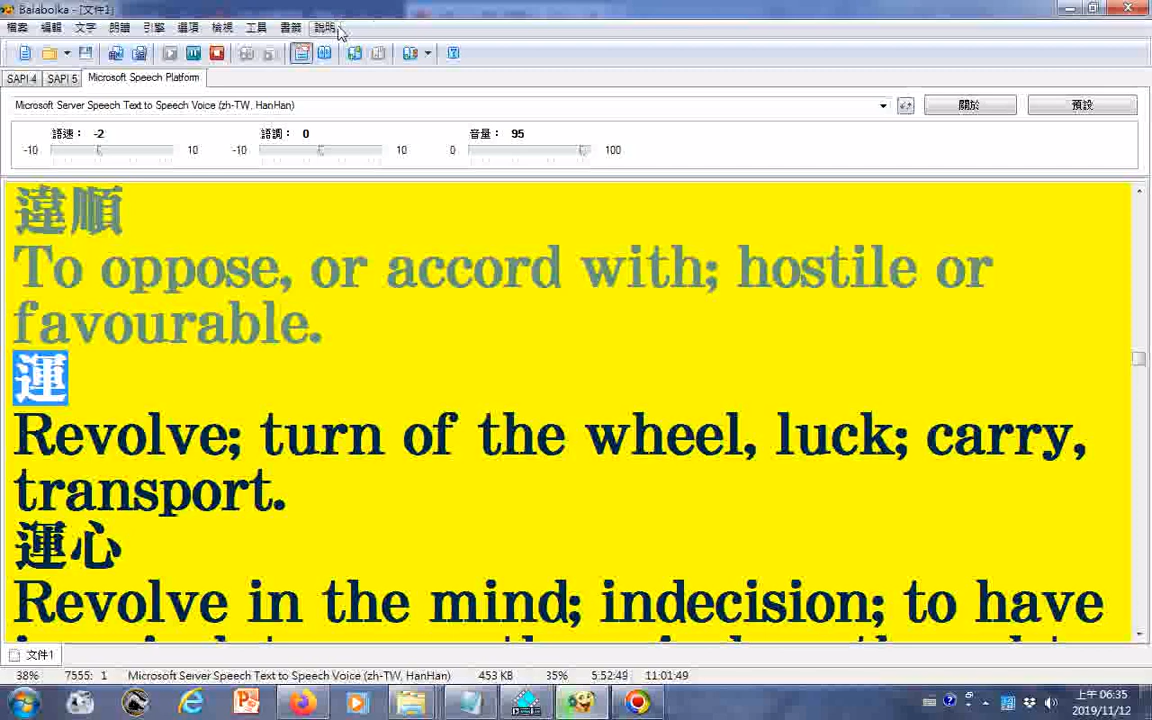 Balabolka - [文件1]
檔案 編輯 文字 朗讀 引擎 選項 檢視 工具 書籤 說明
SAPI 4 SAPI 5 Microsoft Speech Platform
Microsoft Server Speech Text to Speech Voice (zh-TW, HanHan) 關於 預設
語速： -2 語調： 0 音量： 95
-10 10 -10 10 0 100
違順
To oppose, or accord with; hostile or
favourable.
運
Revolve; turn of the wheel, luck; carry,
transport.
運心
Revolve in the mind; indecision; to have
文件1
38% 7555: 1 Microsoft Server Speech Text to Speech Voice (zh-TW, HanHan) 453 KB 35% 5:52:49 11:01:49
上午 06:35
2019/11/12